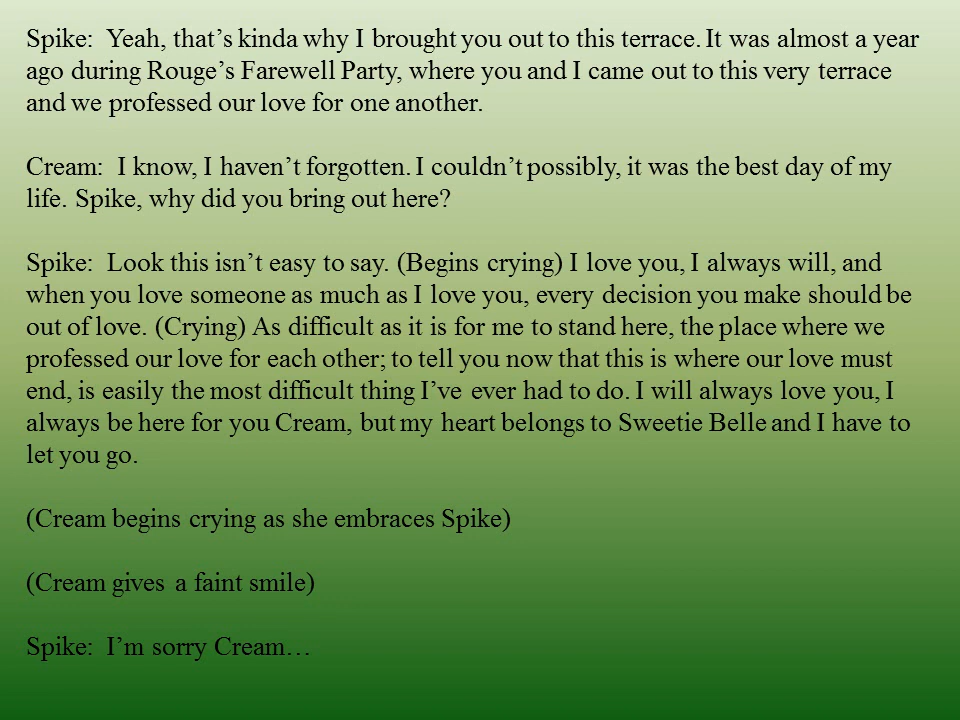 Spike:  Yeah, that’s kinda why I brought you out to this terrace. It was almost a year
ago during Rouge’s Farewell Party, where you and I came out to this very terrace
and we professed our love for one another.
Cream:  I know, I haven’t forgotten. I couldn’t possibly, it was the best day of my
life. Spike, why did you bring out here?
Spike:  Look this isn’t easy to say. (Begins crying) I love you, I always will, and
when you love someone as much as I love you, every decision you make should be
out of love. (Crying) As difficult as it is for me to stand here, the place where we
professed our love for each other; to tell you now that this is where our love must
end, is easily the most difficult thing I’ve ever had to do. I will always love you, I
always be here for you Cream, but my heart belongs to Sweetie Belle and I have to
let you go.
(Cream begins crying as she embraces Spike)
(Cream gives a faint smile)
Spike:  I’m sorry Cream…